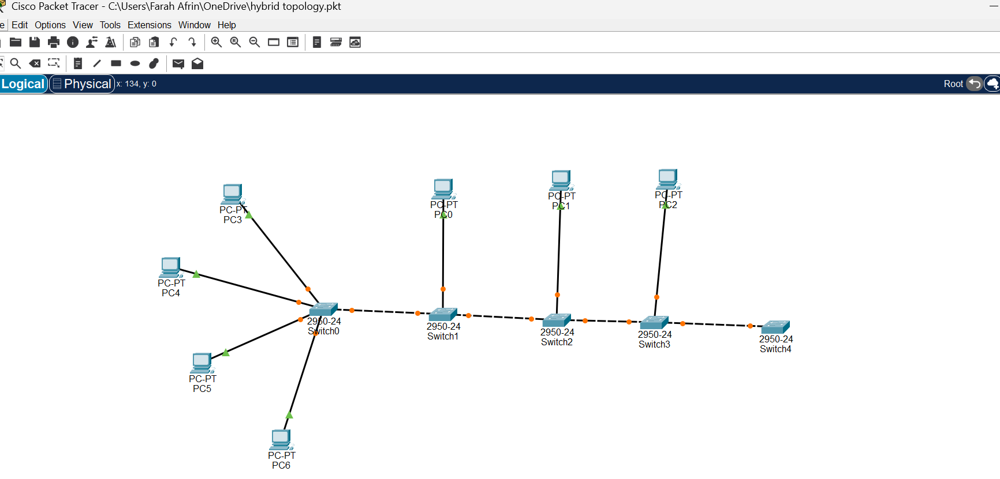 Cisco Packet Tracer - C:\Users\Farah Afrin\OneDrive\hybrid topology.pkt
e Edit Options View Tools Extensions Window Help
Logical Physical x: 134, y: 0 Root
PC-PT
PC3
PC-PT
PC0
PC-PT
PC1
PC-PT
PC2
PC-PT
PC4
2950-24
Switch0
2950-24
Switch1
2950-24
Switch2
2950-24
Switch3
2950-24
Switch4
PC-PT
PC5
PC-PT
PC6